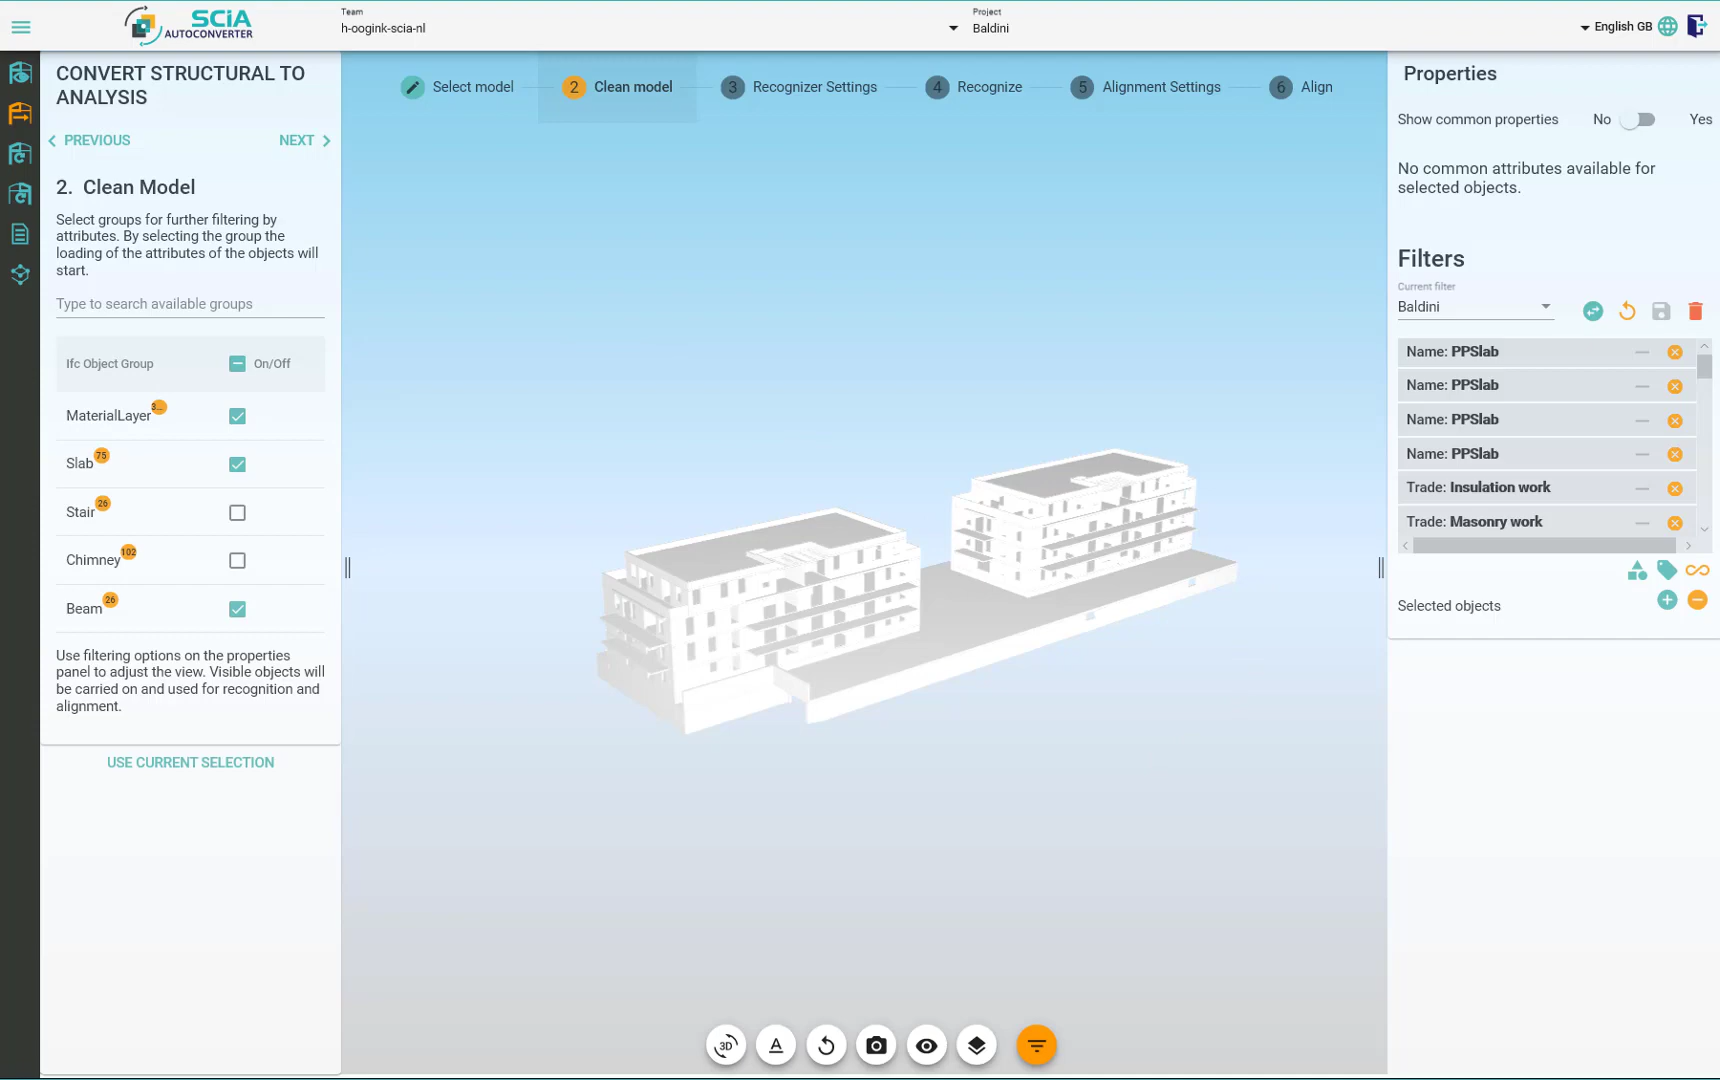 SCIA
AUTOCONVERTER
Team
h-oogink-scia-nl
Project
Baldini
English GB
CONVERT STRUCTURAL TO
ANALYSIS
PREVIOUS
NEXT
2. Clean Model
Select groups for further filtering by
attributes. By selecting the group the
loading of the attributes of the objects will
start.
Type to search available groups
Ifc Object Group
On/Off
MaterialLayer
3...
Slab
75
Stair
26
Chimney
102
Beam
26
Use filtering options on the properties
panel to adjust the view. Visible objects will
be carried on and used for recognition and
alignment.
USE CURRENT SELECTION
Select model
2 Clean model
3 Recognizer Settings
4 Recognize
5 Alignment Settings
6 Align
3D
A
Properties
Show common properties
No
Yes
No common attributes available for
selected objects.
Filters
Current filter
Baldini
Name: PPSlab
Name: PPSlab
Name: PPSlab
Name: PPSlab
Trade: Insulation work
Trade: Masonry work
Selected objects